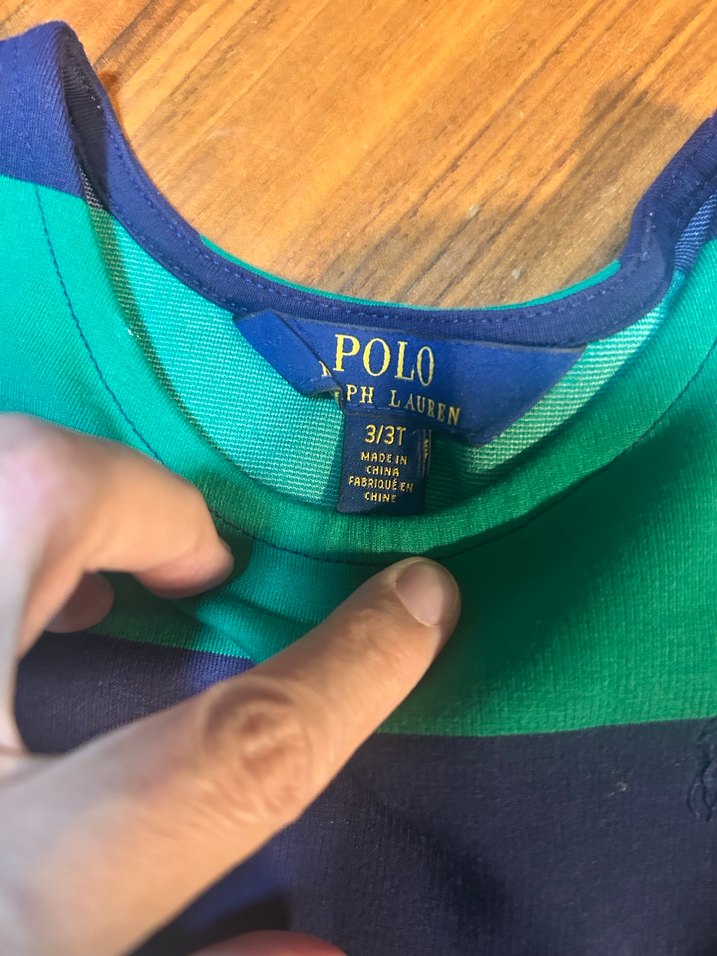 POLO
PH LAUREN
3/3T
MADE IN
CHINA
FABRIQUÉ EN
CHINE